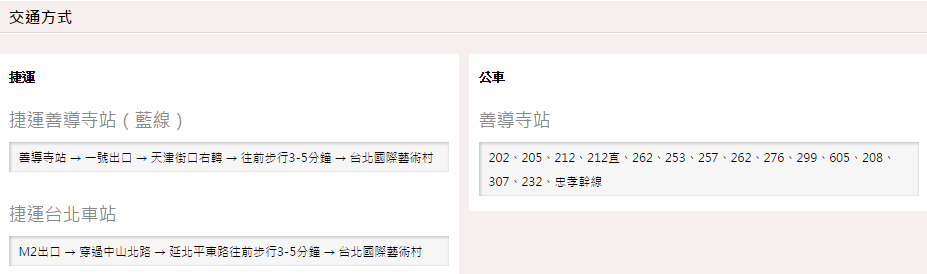 交通方式
捷運
捷運善導寺站（藍線）
善導寺站 → 一號出口 → 天津街口右轉 → 往前步行3-5分鐘 → 台北國際藝術村
捷運台北車站
M2出口 → 穿過中山北路 → 延北平東路往前步行3-5分鐘 → 台北國際藝術村
公車
善導寺站
202、205、212、212直、262、253、257、262、276、299、605、208、
307、232、忠孝幹線